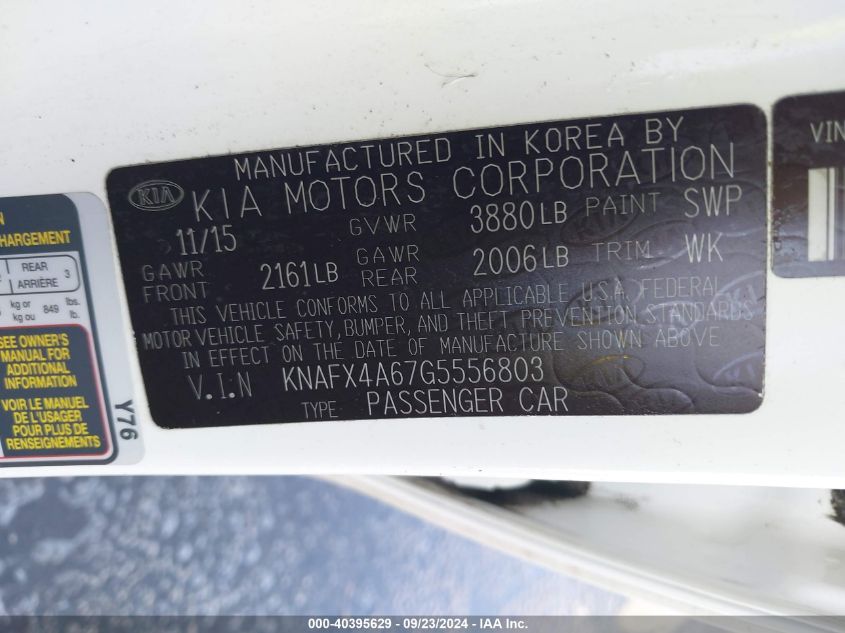 MANUFACTURED IN KOREA BY
KIA KIA MOTORS CORPORATION
11/15 GVWR 3880LB PAINT SWP
GAWR FRONT 2161LB GAWR REAR 2006LB TRIM WK
THIS VEHICLE CONFORMS TO ALL APPLICABLE U.S.A. FEDERAL
MOTOR VEHICLE SAFETY, BUMPER, AND THEFT PREVENTION STANDARDS
IN EFFECT ON THE DATE OF MANUFACTURE SHOWN ABOVE
V.I.N KNAFX4A67G5556803
TYPE PASSENGER CAR
HARGEMENT
REAR
ARRIÈRE 3
kg or
kg ou 849 lbs.
lb.
SEE OWNER'S
MANUAL FOR
ADDITIONAL
INFORMATION
VOIR LE MANUEL
DE L'USAGER
POUR PLUS DE
RENSEIGNEMENTS
Y76
VIN
000-40395629 - 09/23/2024 - IAA Inc.